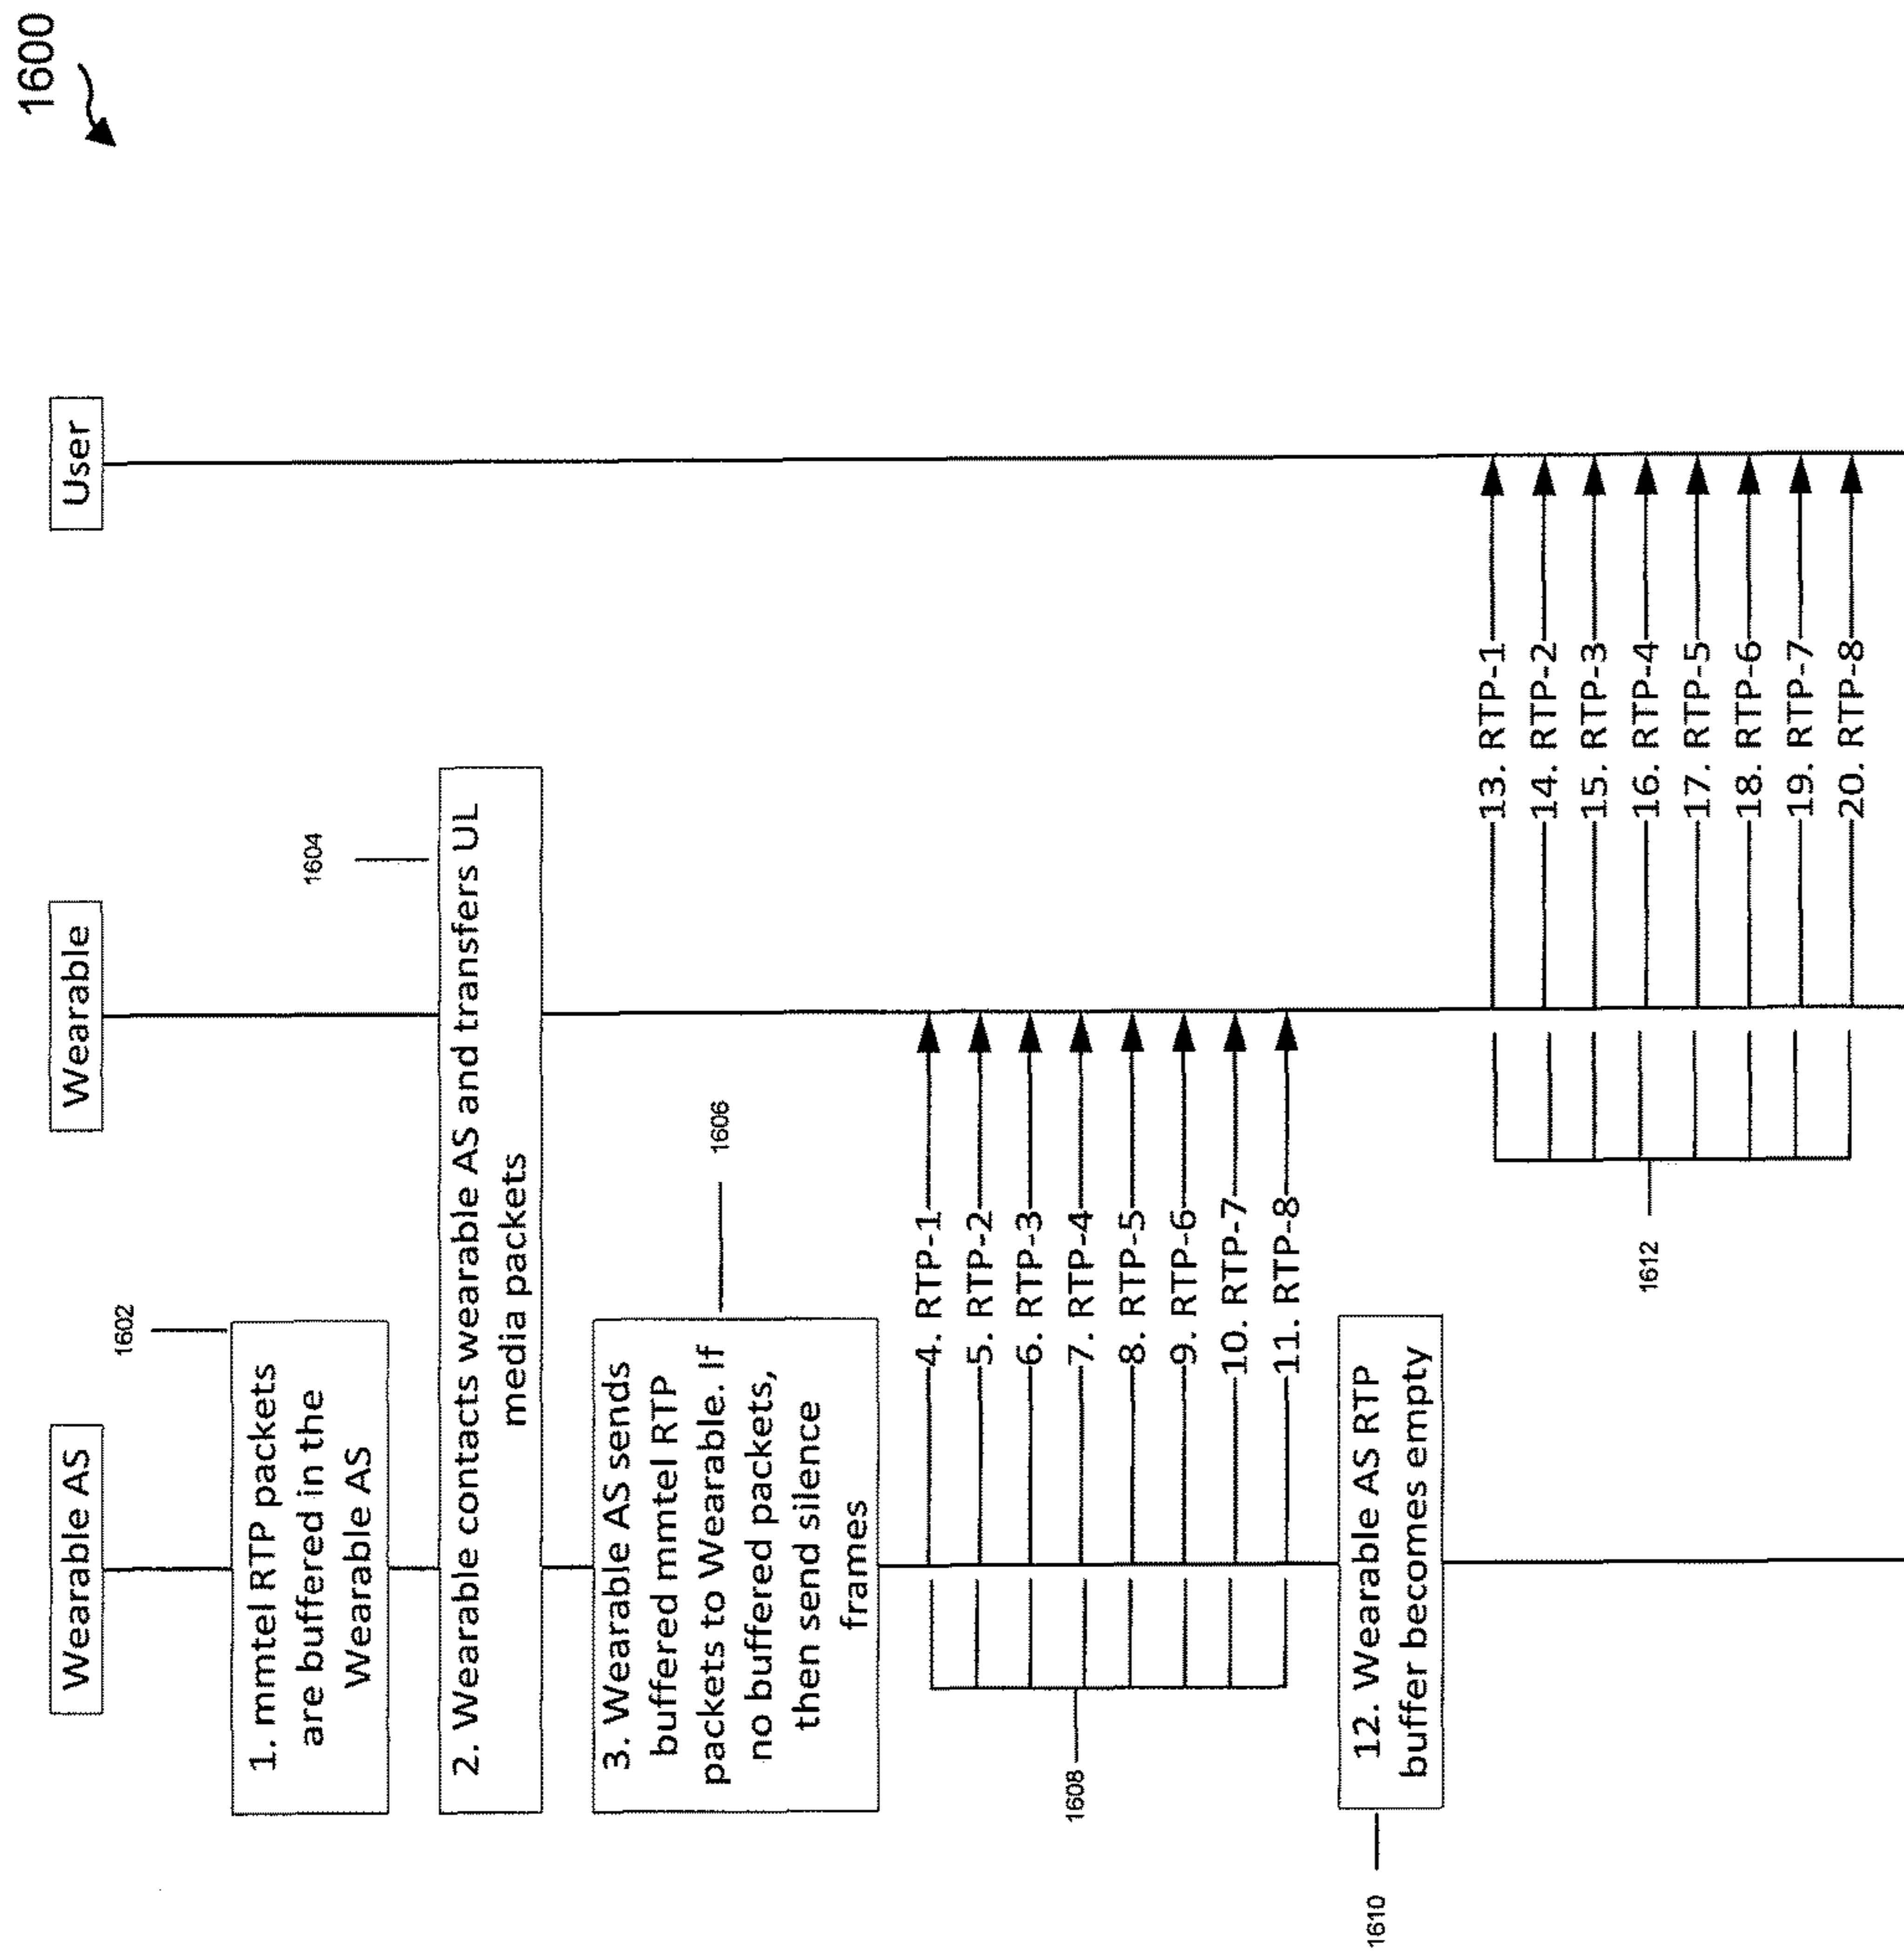 1600
Wearable AS
Wearable
User
1602
1. mmtel RTP packets
are buffered in the
Wearable AS
1604
2. Wearable contacts wearable AS and transfers UL
media packets
1606
3. Wearable AS sends
buffered mmtel RTP
packets to Wearable. If
no buffered packets,
then send silence
frames
4. RTP-1
5. RTP-2
6. RTP-3
7. RTP-4
8. RTP-5
9. RTP-6
10. RTP-7
11. RTP-8
1608
1610
12. Wearable AS RTP
buffer becomes empty
13. RTP-1
14. RTP-2
15. RTP-3
16. RTP-4
17. RTP-5
18. RTP-6
19. RTP-7
20. RTP-8
1612